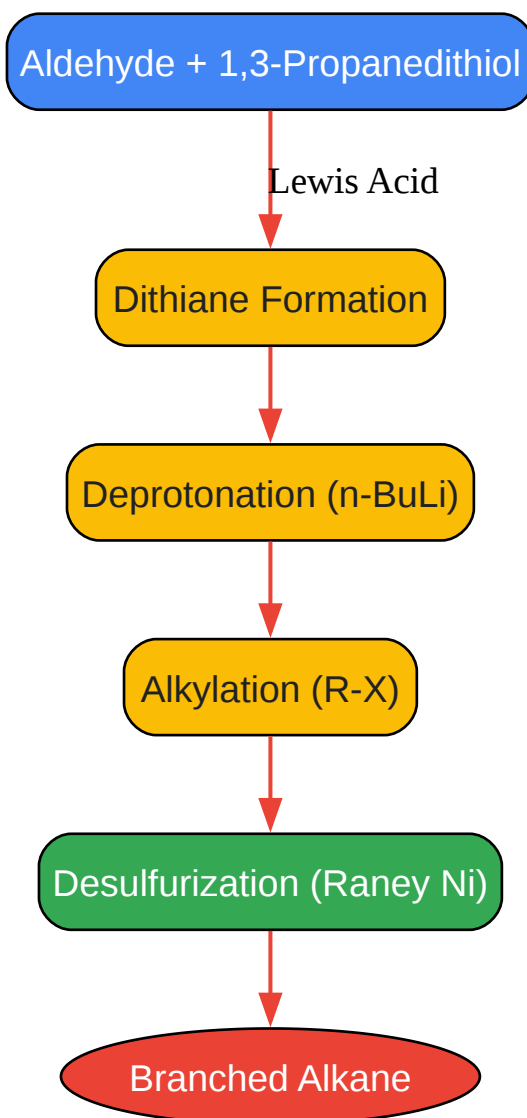 Aldehyde + 1,3-Propanedithiol
Lewis Acid
Dithiane Formation
Deprotonation (n-BuLi)
Alkylation (R-X)
Desulfurization (Raney Ni)
Branched Alkane